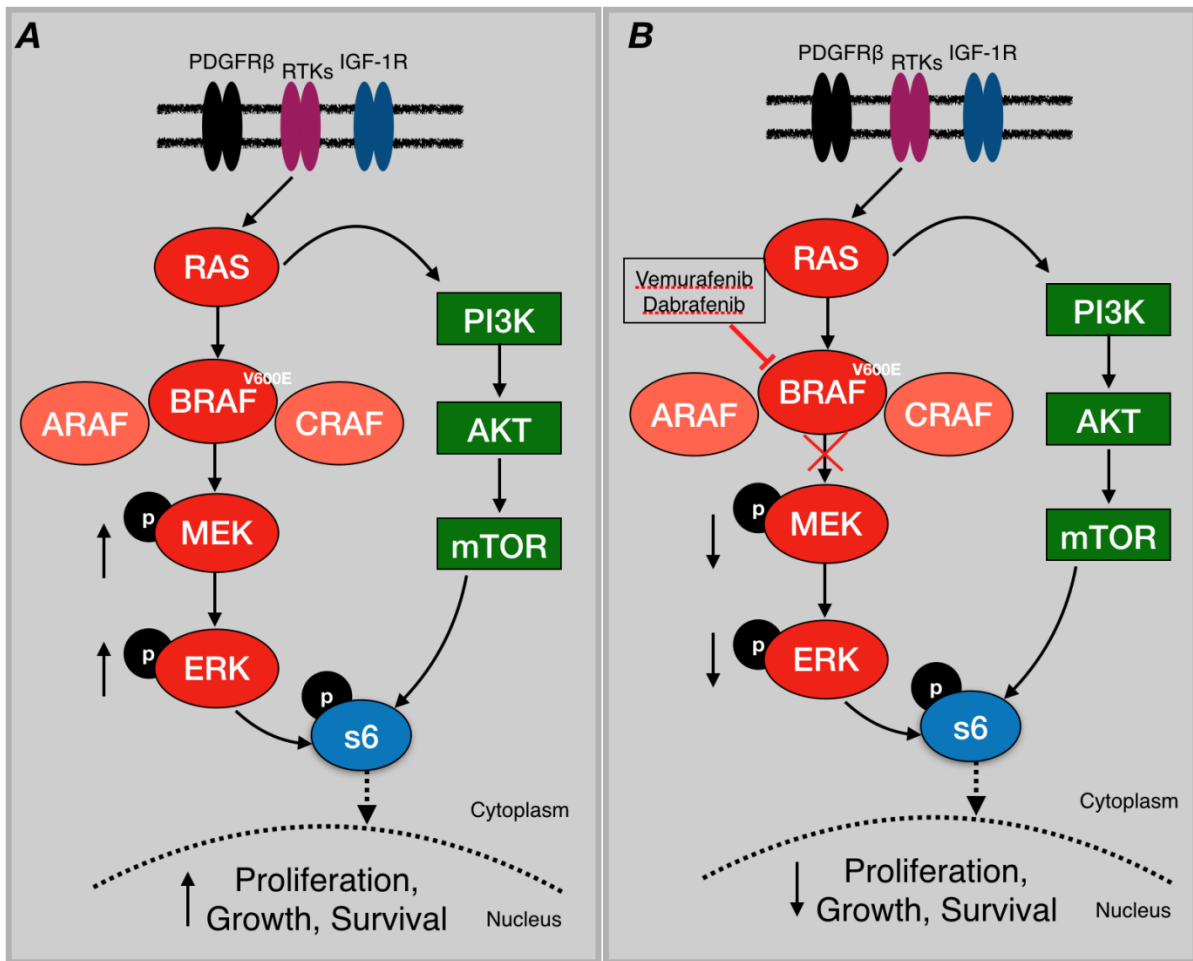 A
PDGFRβ
RTKs
IGF-1R
RAS
PI3K
BRAF V600E
ARAF
CRAF
AKT
p
MEK
mTOR
p
ERK
p
s6
Cytoplasm
Proliferation,
Growth, Survival
Nucleus
B
PDGFRβ
RTKs
IGF-1R
RAS
Vemurafenib
Dabrafenib
PI3K
BRAF V600E
ARAF
CRAF
AKT
p
MEK
mTOR
p
ERK
p
s6
Cytoplasm
Proliferation,
Growth, Survival
Nucleus